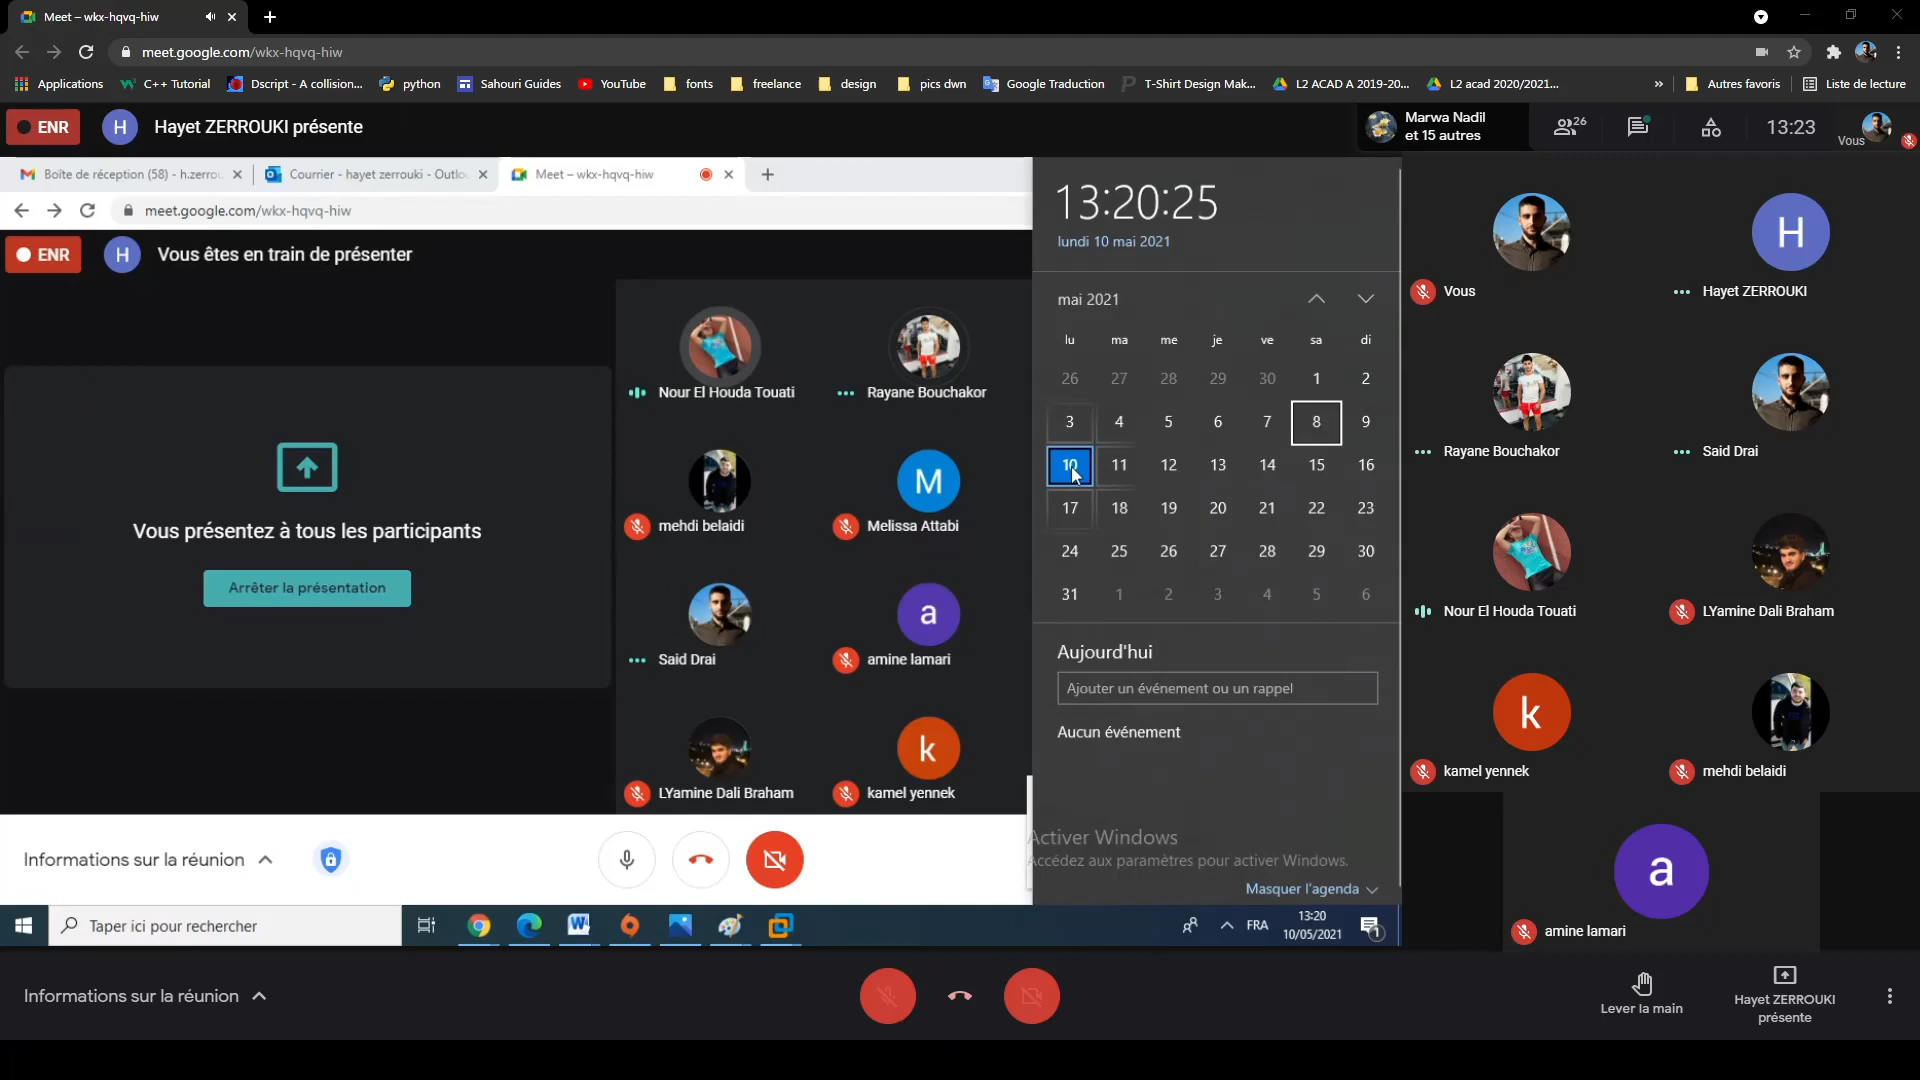 Meet – wkx-hqvq-hiw
meet.google.com/wkx-hqvq-hiw
Applications
C++ Tutorial
Dscript - A collision...
python
Sahouri Guides
YouTube
fonts
freelance
design
pics dwn
Google Traduction
T-Shirt Design Mak...
L2 ACAD A 2019-20...
L2 acad 2020/2021...
»
Autres favoris
Liste de lecture
ENR
H
Hayet ZERROUKI présente
Marwa Nadil
et 15 autres
26
13:23
Vous
Boîte de réception (58) - h.zerrou
Courrier - hayet zerrouki - Outlo
Meet – wkx-hqvq-hiw
meet.google.com/wkx-hqvq-hiw
ENR
H
Vous êtes en train de présenter
Vous présentez à tous les participants
Arrêter la présentation
Nour El Houda Touati
Rayane Bouchakor
mehdi belaidi
M
Melissa Attabi
Said Drai
a
amine lamari
LYamine Dali Braham
k
kamel yennek
13:20:25
lundi 10 mai 2021
mai 2021
lu ma me je ve sa di
26 27 28 29 30 1 2
3 4 5 6 7 8 9
10 11 12 13 14 15 16
17 18 19 20 21 22 23
24 25 26 27 28 29 30
31 1 2 3 4 5 6
Aujourd'hui
Ajouter un événement ou un rappel
Aucun événement
Activer Windows
Accédez aux paramètres pour activer Windows.
Masquer l'agenda
Informations sur la réunion
Taper ici pour rechercher
W
FRA
13:20
10/05/2021
1
Vous
H
Hayet ZERROUKI
Rayane Bouchakor
Said Drai
Nour El Houda Touati
LYamine Dali Braham
k
kamel yennek
mehdi belaidi
a
amine lamari
Informations sur la réunion
Lever la main
Hayet ZERROUKI
présente